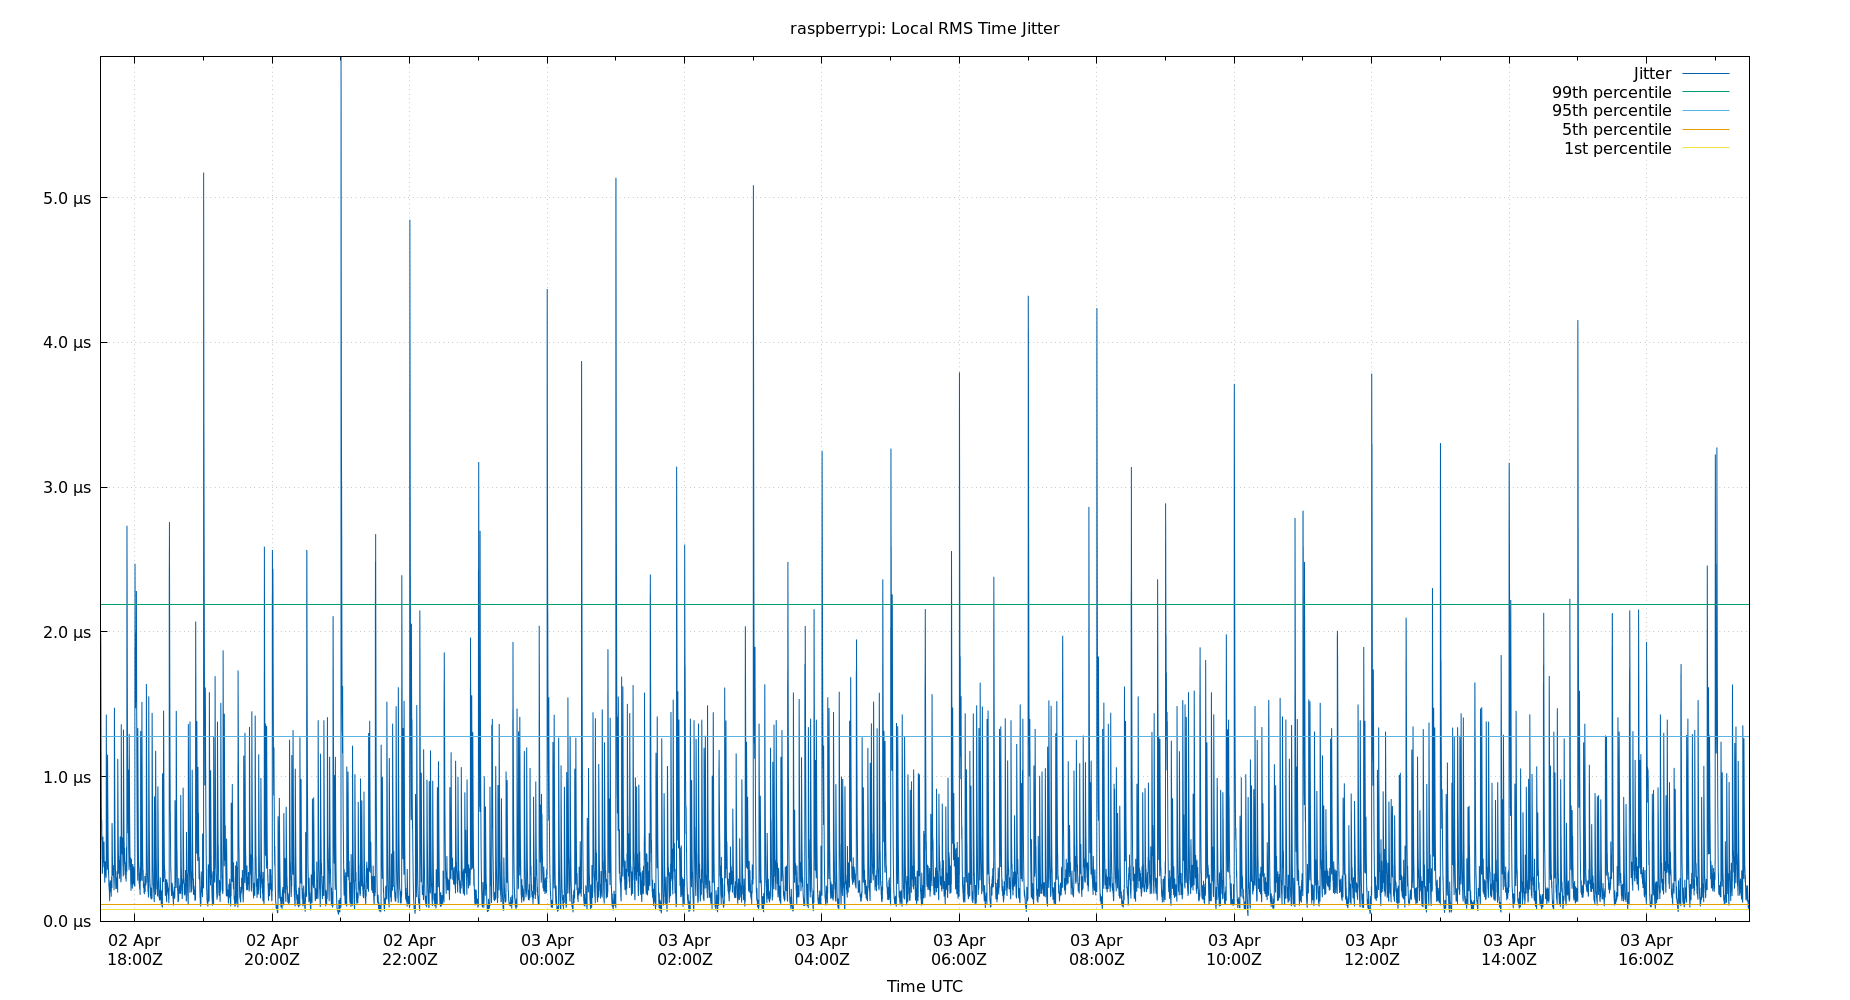 raspberrypi: Local RMS Time Jitter
Jitter
99th percentile
95th percentile
5th percentile
1st percentile
5.0 µs
4.0 µs
3.0 µs
2.0 µs
1.0 µs
0.0 µs
02 Apr 02 Apr 02 Apr 03 Apr 03 Apr 03 Apr 03 Apr 03 Apr 03 Apr 03 Apr 03 Apr 03 Apr
18:00Z 20:00Z 22:00Z 00:00Z 02:00Z 04:00Z 06:00Z 08:00Z 10:00Z 12:00Z 14:00Z 16:00Z
Time UTC